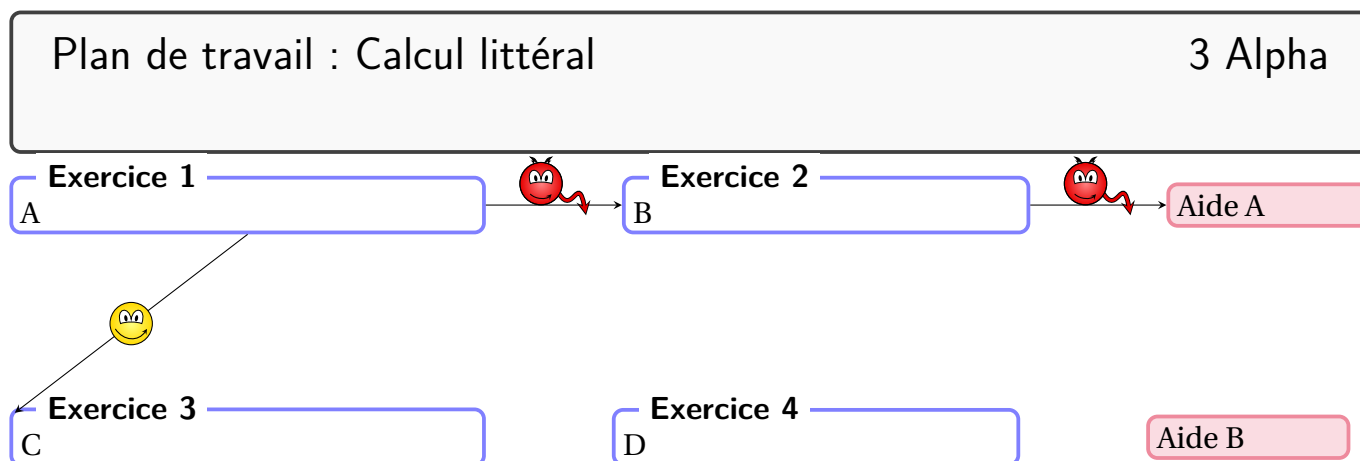 Plan de travail : Calcul littéral 3 Alpha
Exercice 1 Exercice 2
A B Aide A
Exercice 3 Exercice 4
C D Aide B